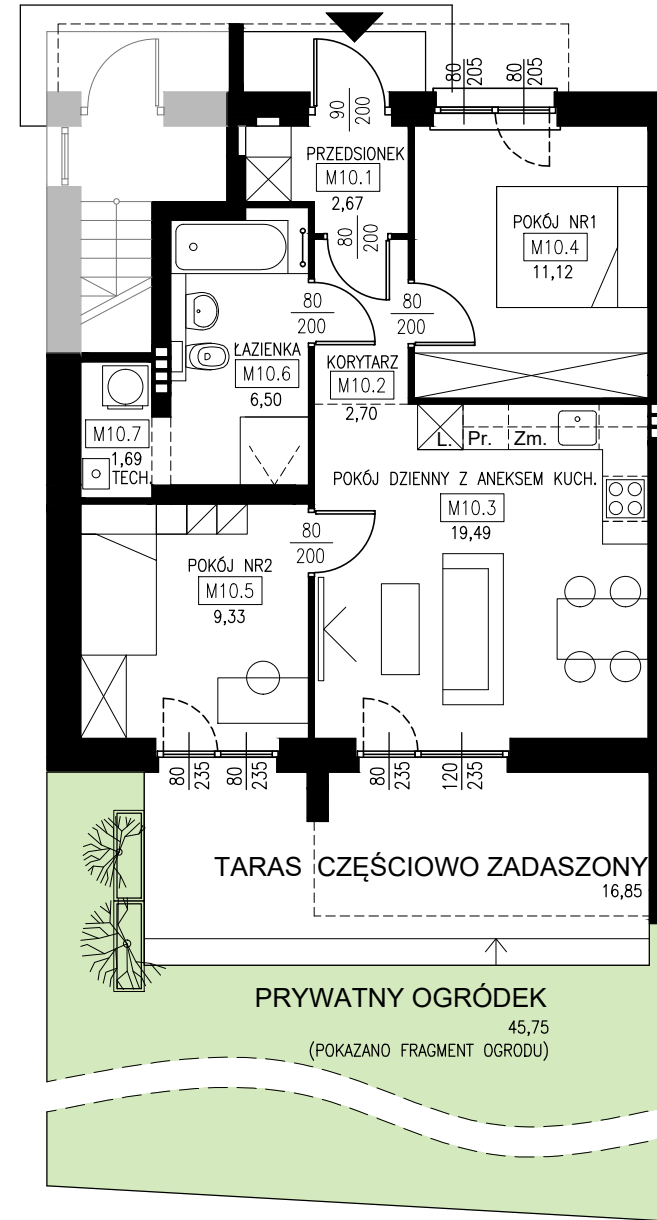 80
205
80
205
90
200
PRZEDSIONEK
M10.1
2,67
80
200
POKÓJ NR1
M10.4
11,12
80
200
80
200
ŁAZIENKA
M10.6
6,50
KORYTARZ
M10.2
2,70
M10.7
1,69
TECH.
L. Pr. Zm.
POKÓJ DZIENNY Z ANEKSEM KUCH.
M10.3
19,49
80
200
POKÓJ NR2
M10.5
9,33
80
235
80
235
80
235
120
235
TARAS CZĘŚCIOWO ZADASZONY
16,85
PRYWATNY OGRÓDEK
45,75
(POKAZANO FRAGMENT OGRODU)